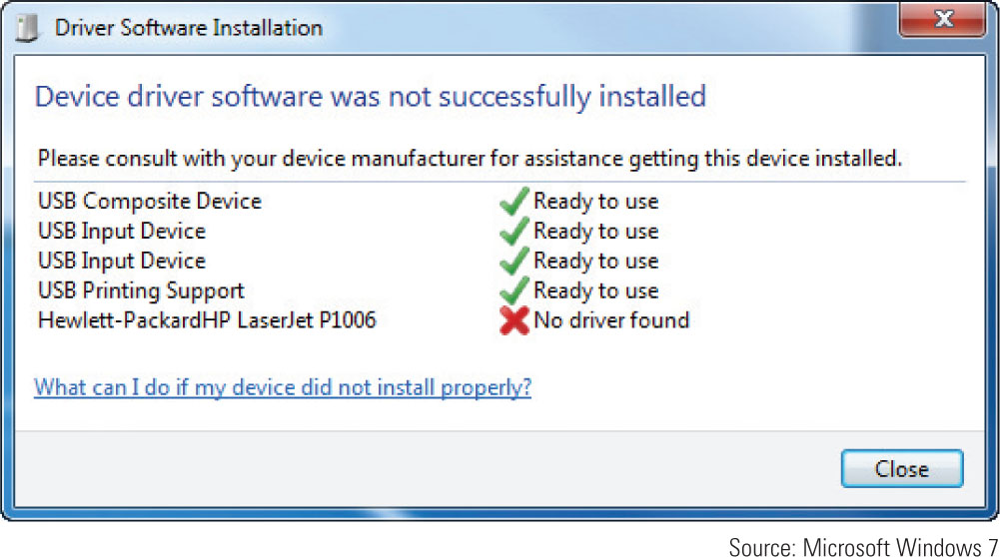 Driver Software Installation
Device driver software was not successfully installed
Please consult with your device manufacturer for assistance getting this device installed.
USB Composite Device Ready to use
USB Input Device Ready to use
USB Input Device Ready to use
USB Printing Support Ready to use
Hewlett-PackardHP LaserJet P1006 No driver found
What can I do if my device did not install properly?
Close
Source: Microsoft Windows 7